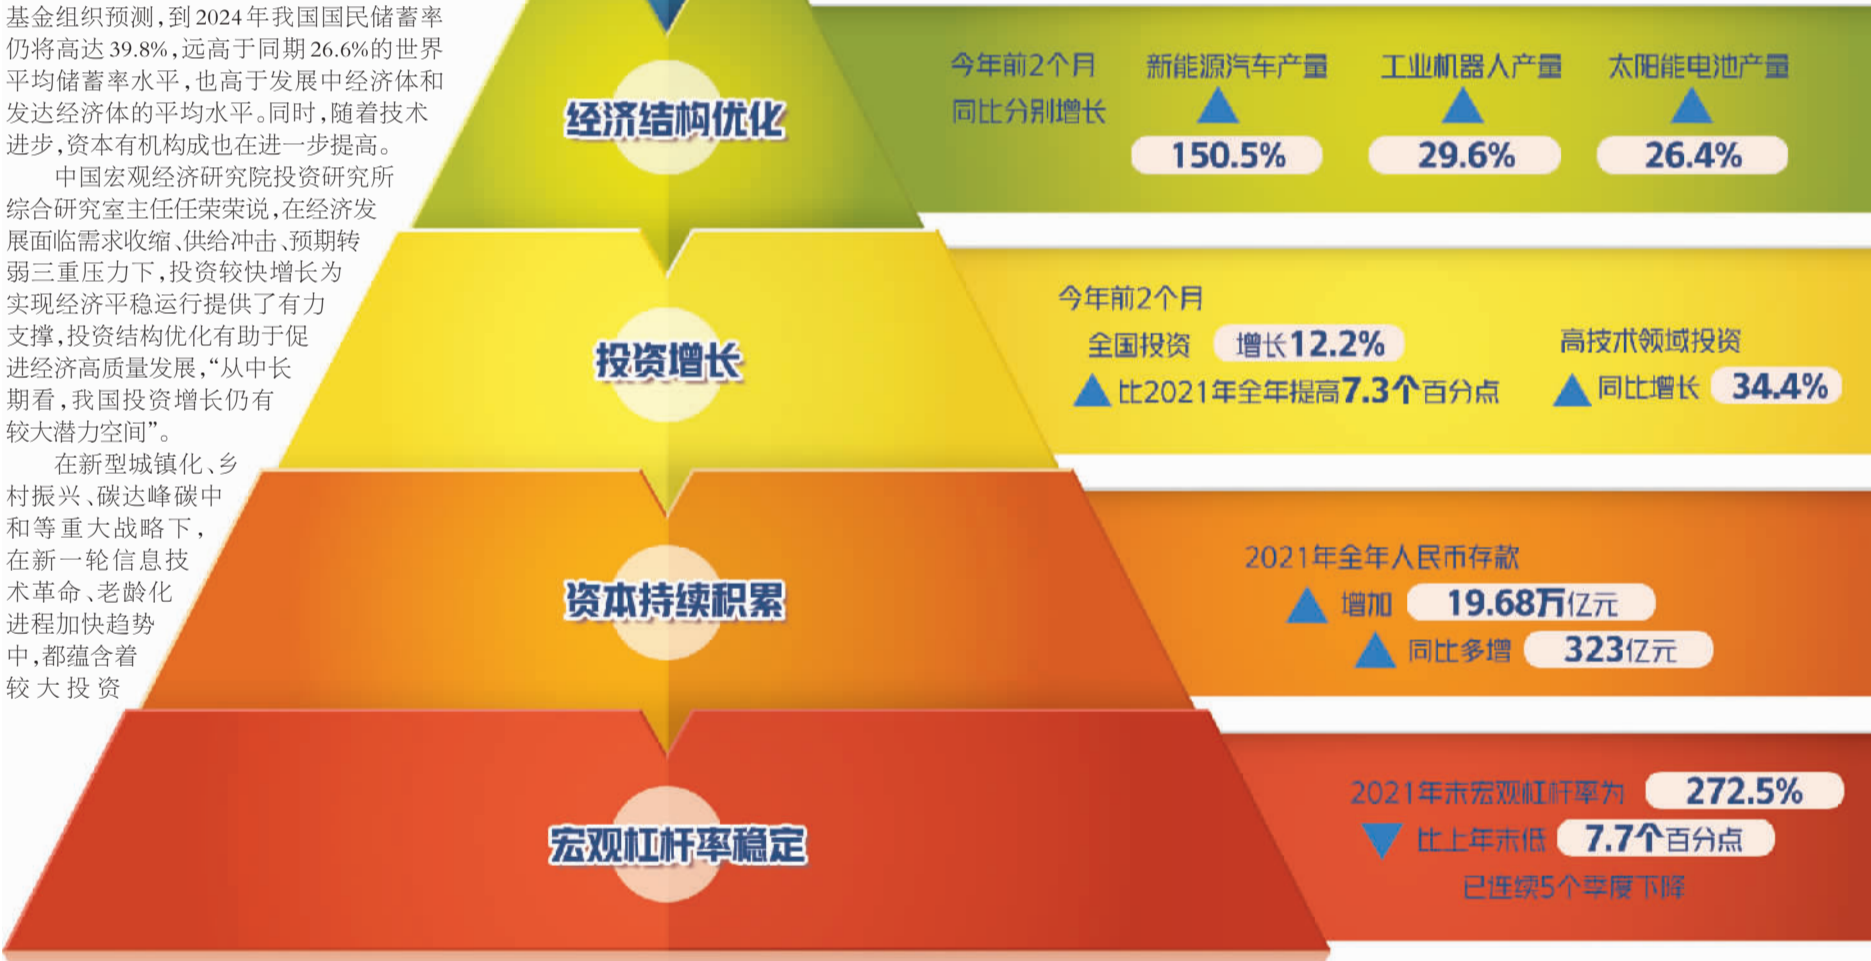 基金组织预测,到2024年我国国民储蓄率
仍将高达39.8%,远高于同期26.6%的世界
平均储蓄率水平,也高于发展中经济体和
发达经济体的平均水平。同时,随着技术
进步,资本有机构成也在进一步提高。
中国宏观经济研究院投资研究所
综合研究室主任任荣荣说,在经济发
展面临需求收缩、供给冲击、预期转
弱三重压力下,投资较快增长为
实现经济平稳运行提供了有力
支撑,投资结构优化有助于促
进经济高质量发展,“从中长
期看,我国投资增长仍有
较大潜力空间”。
在新型城镇化、乡
村振兴、碳达峰碳中
和等重大战略下,
在新一轮信息技
术革命、老龄化
进程加快趋势
中,都蕴含着
较大投资
经济结构优化
今年前2个月
同比分别增长
新能源汽车产量
150.5%
工业机器人产量
29.6%
太阳能电池产量
26.4%
投资增长
今年前2个月
全国投资 增长12.2%
比2021年全年提高7.3个百分点
高技术领域投资
同比增长 34.4%
资本持续积累
2021年全年人民币存款
增加 19.68万亿元
同比多增 323亿元
宏观杠杆率稳定
2021年末宏观杠杆率为 272.5%
比上年末低 7.7个百分点
已连续5个季度下降